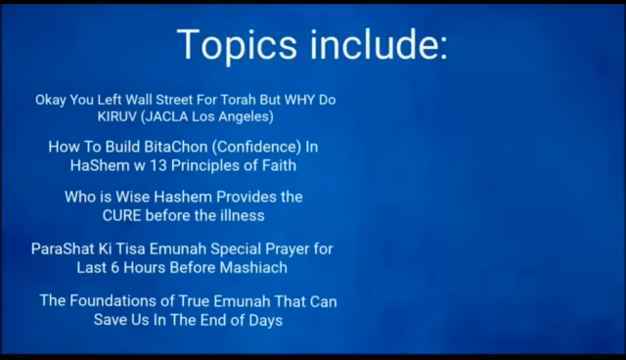 Topics include:
Okay You Left Wall Street For Torah But WHY Do
KIRUV (JACLA Los Angeles)
How To Build BitaChon (Confidence) In
HaShem w 13 Principles of Faith
Who is Wise Hashem Provides the
CURE before the illness
ParaShat Ki Tisa Emunah Special Prayer for
Last 6 Hours Before Mashiach
The Foundations of True Emunah That Can
Save Us In The End of Days